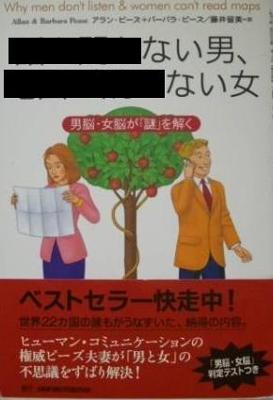 Why men don't listen & women can't read maps
Allan & Barbara Pease アラン・ピーズ+バーバラ・ピーズ/藤井留美=訳
ない男、
ない女
男脳・女脳が「謎」を解く
ベストセラー快走中!
世界22カ国の誰もがうなずいた、納得の内容。
ヒューマン・コミュニケーションの
権威ピーズ夫妻が「男と女」の
不思議をずばり解決!
「男脳・女脳」
判定テストつき